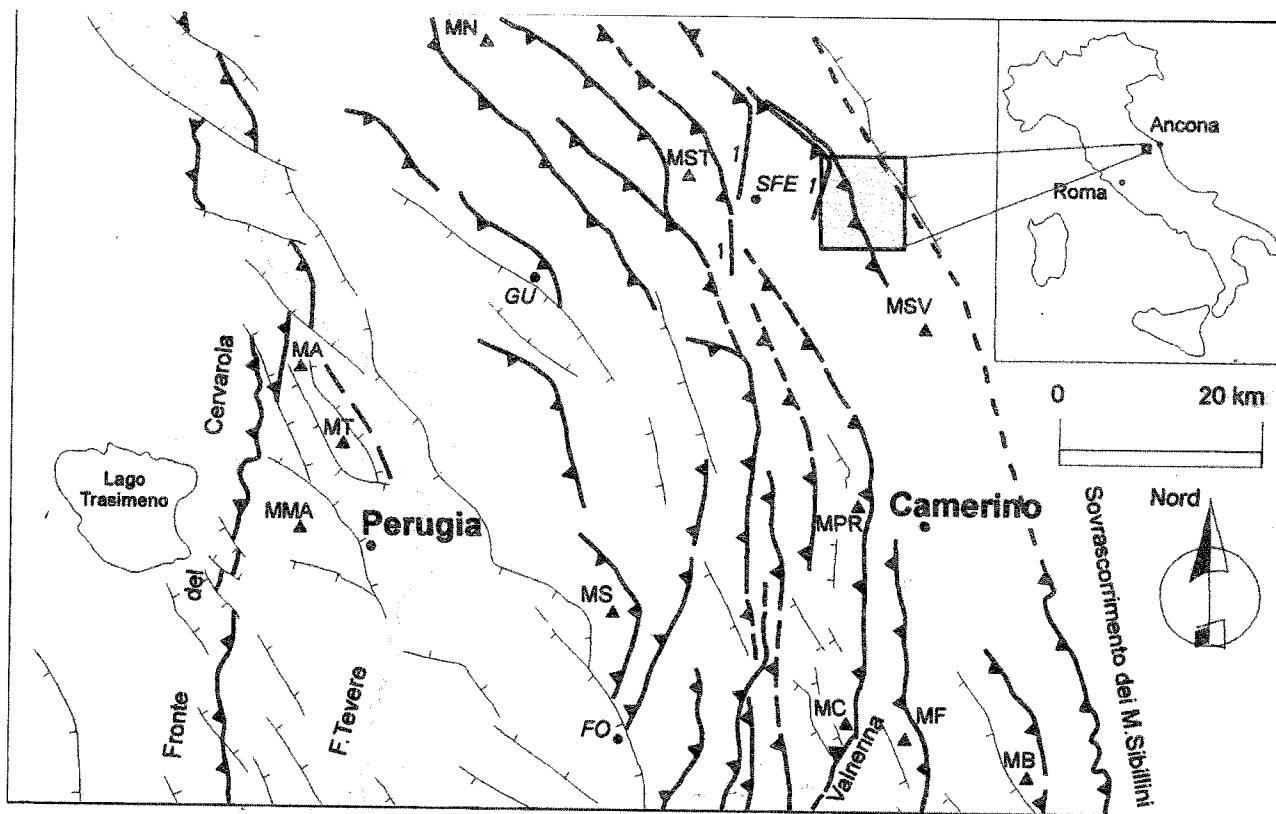 MN
MST
1
SFE
1
1
GU
MSV
Ancona
Roma
0 20 km
Nord
Cervarola
MA
MT
Lago
Trasimeno
MMA
Perugia
MPR
Camerino
del
MS
Fronte
F.Tevere
FO
MC
Valnerina
MF
MB
Sovrascorrimento dei M.Sibillini